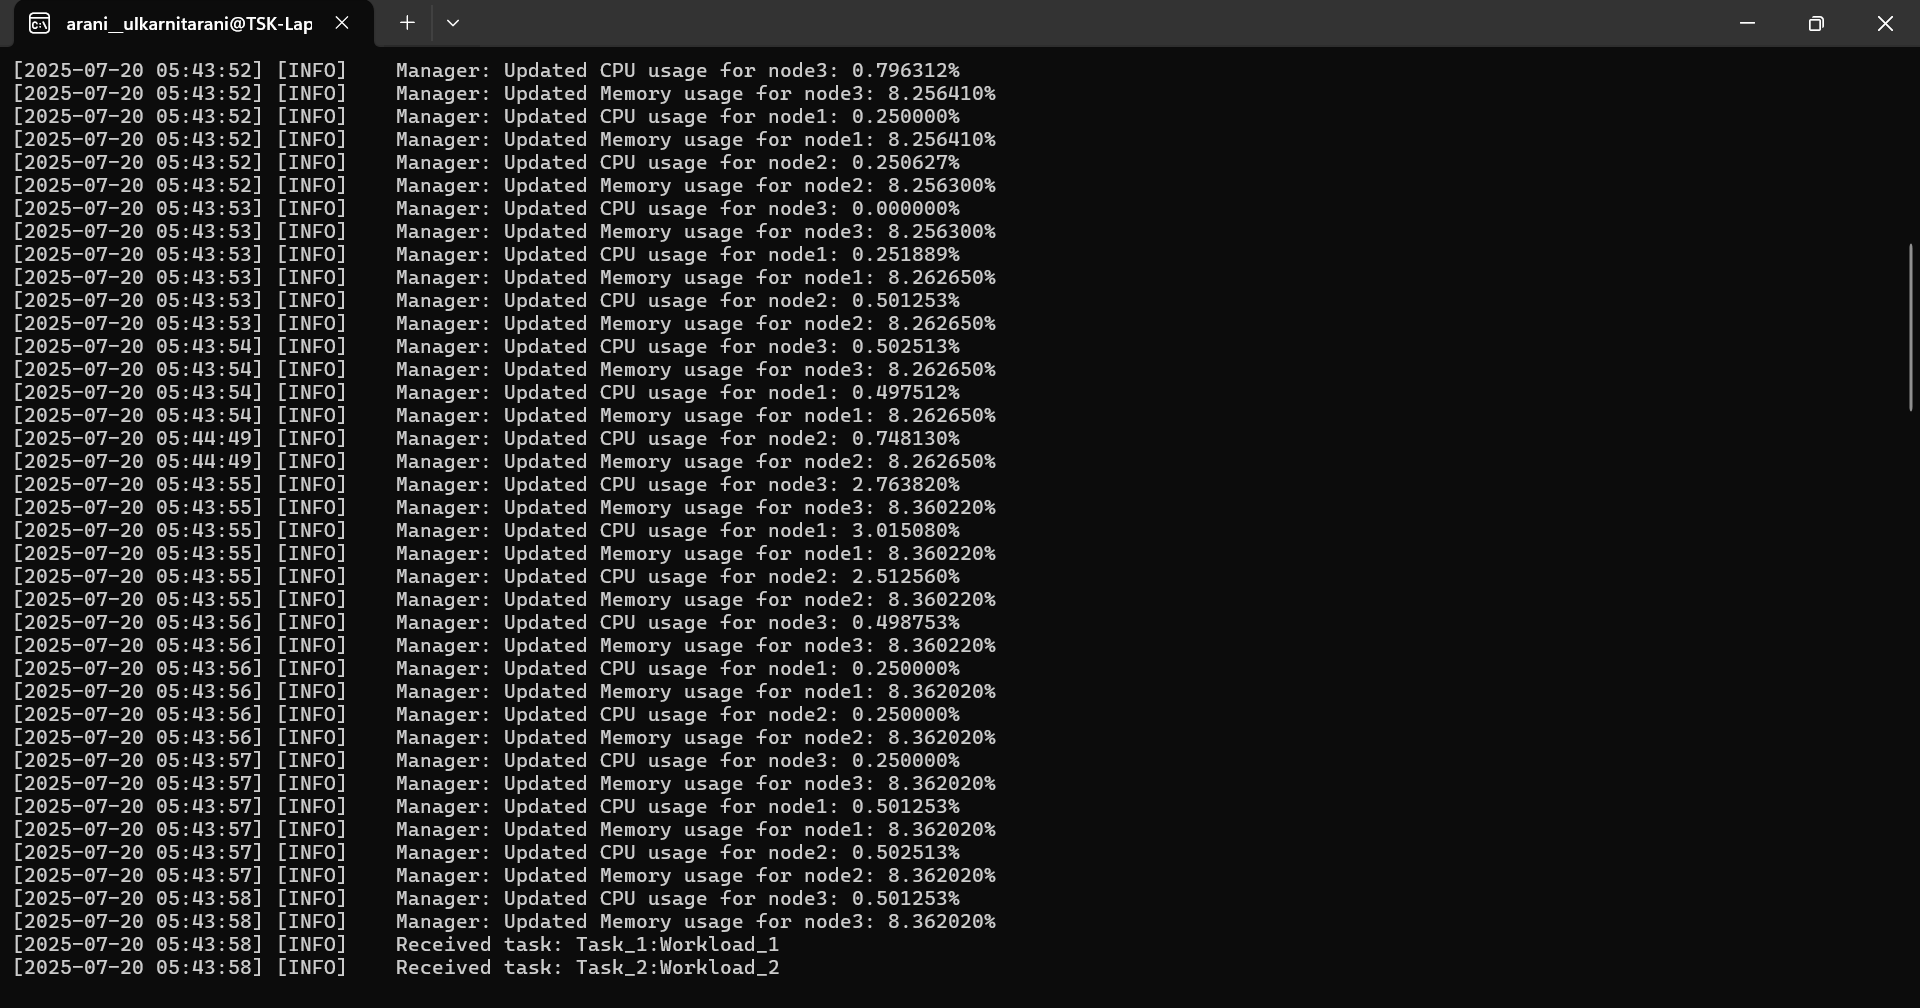 arani__ulkarnitarani@TSK-Lap
[2025-07-20 05:43:52] [INFO] Manager: Updated CPU usage for node3: 0.796312%
[2025-07-20 05:43:52] [INFO] Manager: Updated Memory usage for node3: 8.256410%
[2025-07-20 05:43:52] [INFO] Manager: Updated CPU usage for node1: 0.250000%
[2025-07-20 05:43:52] [INFO] Manager: Updated Memory usage for node1: 8.256410%
[2025-07-20 05:43:52] [INFO] Manager: Updated CPU usage for node2: 0.250627%
[2025-07-20 05:43:52] [INFO] Manager: Updated Memory usage for node2: 8.256300%
[2025-07-20 05:43:53] [INFO] Manager: Updated CPU usage for node3: 0.000000%
[2025-07-20 05:43:53] [INFO] Manager: Updated Memory usage for node3: 8.256300%
[2025-07-20 05:43:53] [INFO] Manager: Updated CPU usage for node1: 0.251889%
[2025-07-20 05:43:53] [INFO] Manager: Updated Memory usage for node1: 8.262650%
[2025-07-20 05:43:53] [INFO] Manager: Updated CPU usage for node2: 0.501253%
[2025-07-20 05:43:53] [INFO] Manager: Updated Memory usage for node2: 8.262650%
[2025-07-20 05:43:54] [INFO] Manager: Updated CPU usage for node3: 0.502513%
[2025-07-20 05:43:54] [INFO] Manager: Updated Memory usage for node3: 8.262650%
[2025-07-20 05:43:54] [INFO] Manager: Updated CPU usage for node1: 0.497512%
[2025-07-20 05:43:54] [INFO] Manager: Updated Memory usage for node1: 8.262650%
[2025-07-20 05:44:49] [INFO] Manager: Updated CPU usage for node2: 0.748130%
[2025-07-20 05:44:49] [INFO] Manager: Updated Memory usage for node2: 8.262650%
[2025-07-20 05:43:55] [INFO] Manager: Updated CPU usage for node3: 2.763820%
[2025-07-20 05:43:55] [INFO] Manager: Updated Memory usage for node3: 8.360220%
[2025-07-20 05:43:55] [INFO] Manager: Updated CPU usage for node1: 3.015080%
[2025-07-20 05:43:55] [INFO] Manager: Updated Memory usage for node1: 8.360220%
[2025-07-20 05:43:55] [INFO] Manager: Updated CPU usage for node2: 2.512560%
[2025-07-20 05:43:55] [INFO] Manager: Updated Memory usage for node2: 8.360220%
[2025-07-20 05:43:56] [INFO] Manager: Updated CPU usage for node3: 0.498753%
[2025-07-20 05:43:56] [INFO] Manager: Updated Memory usage for node3: 8.360220%
[2025-07-20 05:43:56] [INFO] Manager: Updated CPU usage for node1: 0.250000%
[2025-07-20 05:43:56] [INFO] Manager: Updated Memory usage for node1: 8.362020%
[2025-07-20 05:43:56] [INFO] Manager: Updated CPU usage for node2: 0.250000%
[2025-07-20 05:43:56] [INFO] Manager: Updated Memory usage for node2: 8.362020%
[2025-07-20 05:43:57] [INFO] Manager: Updated CPU usage for node3: 0.250000%
[2025-07-20 05:43:57] [INFO] Manager: Updated Memory usage for node3: 8.362020%
[2025-07-20 05:43:57] [INFO] Manager: Updated CPU usage for node1: 0.501253%
[2025-07-20 05:43:57] [INFO] Manager: Updated Memory usage for node1: 8.362020%
[2025-07-20 05:43:57] [INFO] Manager: Updated CPU usage for node2: 0.502513%
[2025-07-20 05:43:57] [INFO] Manager: Updated Memory usage for node2: 8.362020%
[2025-07-20 05:43:58] [INFO] Manager: Updated CPU usage for node3: 0.501253%
[2025-07-20 05:43:58] [INFO] Manager: Updated Memory usage for node3: 8.362020%
[2025-07-20 05:43:58] [INFO] Received task: Task_1:Workload_1
[2025-07-20 05:43:58] [INFO] Received task: Task_2:Workload_2